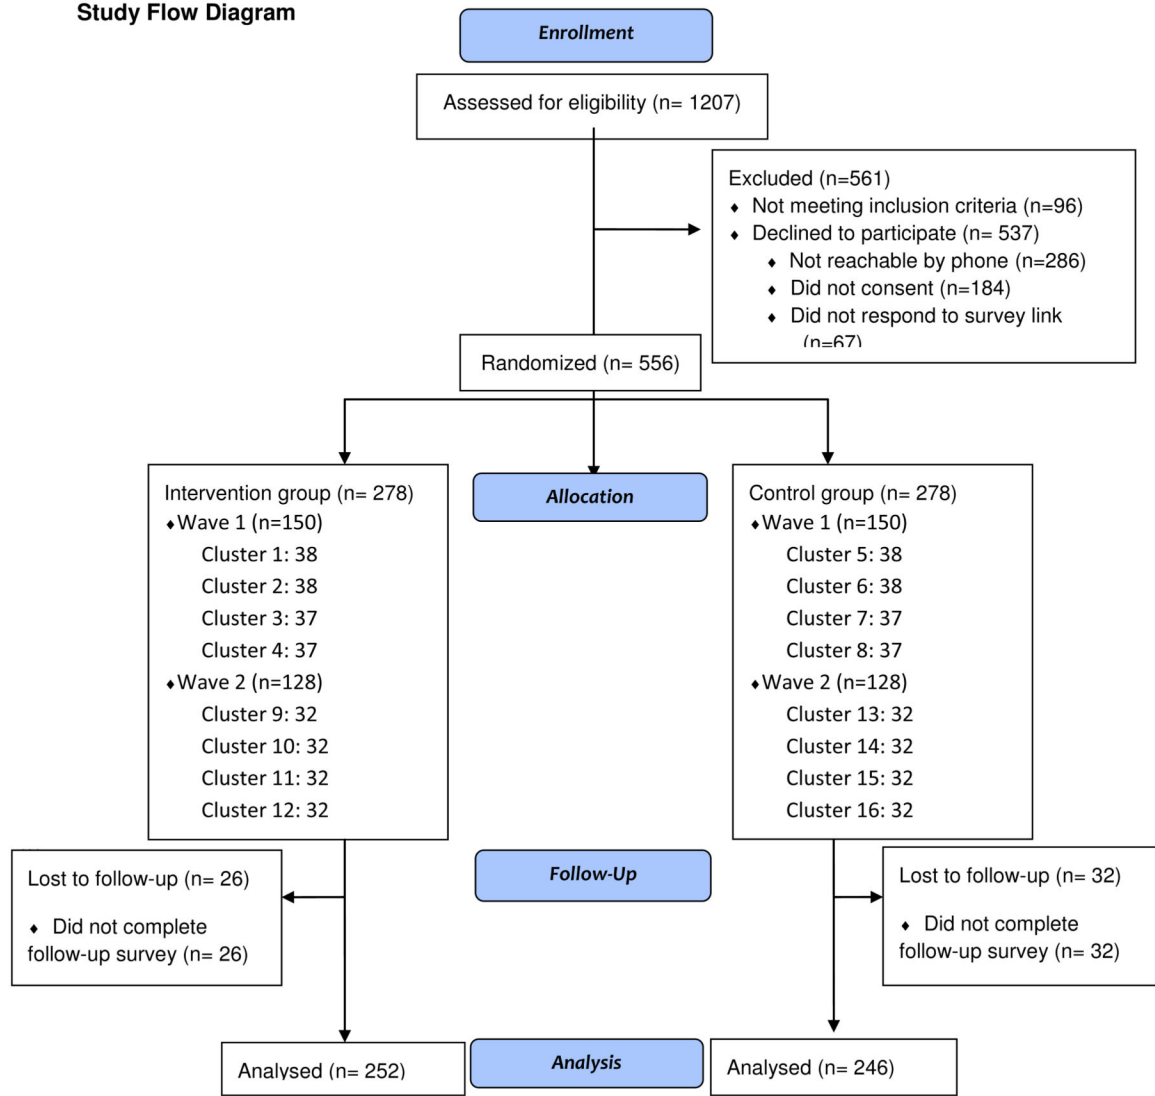 Study Flow Diagram
Enrollment
Assessed for eligibility (n= 1207)
Excluded (n=561)
♦ Not meeting inclusion criteria (n=96)
♦ Declined to participate (n= 537)
♦ Not reachable by phone (n=286)
♦ Did not consent (n=184)
♦ Did not respond to survey link
(n=67)
Randomized (n= 556)
Allocation
Intervention group (n= 278)
♦Wave 1 (n=150)
Cluster 1: 38
Cluster 2: 38
Cluster 3: 37
Cluster 4: 37
♦Wave 2 (n=128)
Cluster 9: 32
Cluster 10: 32
Cluster 11: 32
Cluster 12: 32
Control group (n= 278)
♦Wave 1 (n=150)
Cluster 5: 38
Cluster 6: 38
Cluster 7: 37
Cluster 8: 37
♦Wave 2 (n=128)
Cluster 13: 32
Cluster 14: 32
Cluster 15: 32
Cluster 16: 32
Follow-Up
Lost to follow-up (n= 26)
♦ Did not complete
follow-up survey (n= 26)
Lost to follow-up (n= 32)
♦ Did not complete
follow-up survey (n= 32)
Analysis
Analysed (n= 252)
Analysed (n= 246)